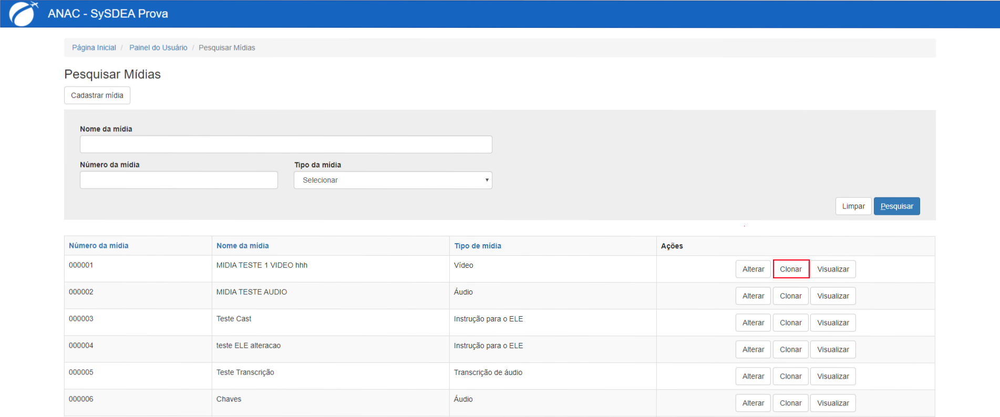 ANAC - SySDEA Prova
Página Inicial / Painel do Usuário / Pesquisar Mídias
Pesquisar Mídias
Cadastrar mídia
Nome da mídia
Número da mídia Tipo da mídia
Selecionar
Limpar Pesquisar
Número da mídia Nome da mídia Tipo de mídia Ações
000001 MIDIA TESTE 1 VIDEO hhh Vídeo Alterar Clonar Visualizar
000002 MIDIA TESTE AUDIO Áudio Alterar Clonar Visualizar
000003 Teste Cast Instrução para o ELE Alterar Clonar Visualizar
000004 teste ELE alteracao Instrução para o ELE Alterar Clonar Visualizar
000005 Teste Transcrição Transcrição de áudio Alterar Clonar Visualizar
000006 Chaves Áudio Alterar Clonar Visualizar